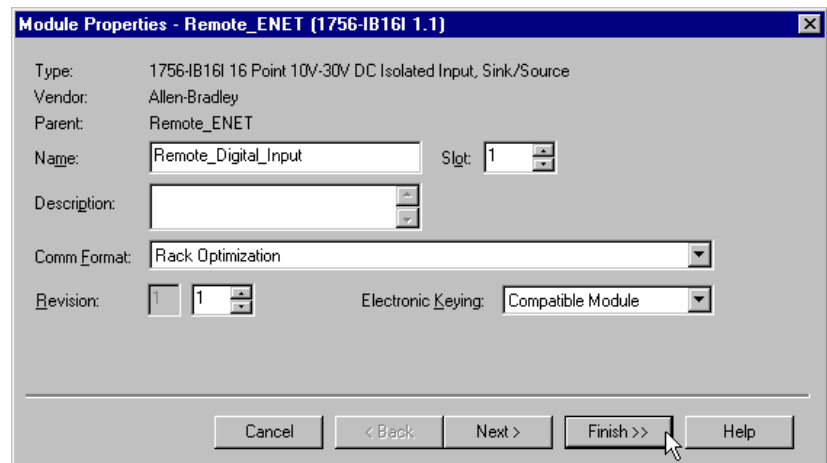 Module Properties - Remote_ENET (1756-IB16I 1.1)
Type: 1756-IB16I 16 Point 10V-30V DC Isolated Input, Sink/Source
Vendor: Allen-Bradley
Parent: Remote_ENET
Name: Remote_Digital_Input Slot: 1
Description:
Comm Format: Rack Optimization
Revision: 1 1 Electronic Keying: Compatible Module
Cancel < Back Next > Finish >> Help